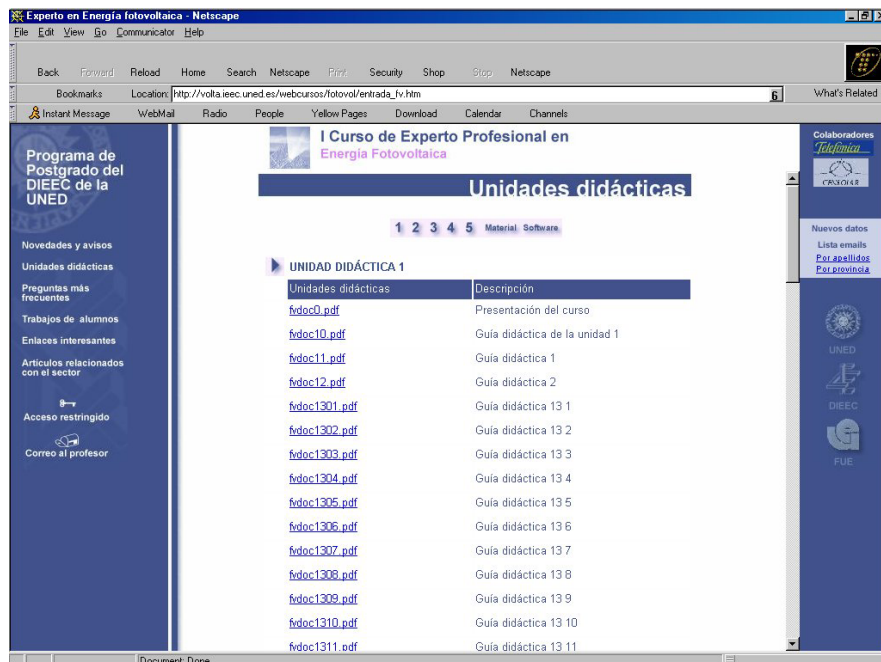 Experto en Energía fotovoltaica - Netscape
File Edit View Go Communicator Help
Back Forward Reload Home Search Netscape Print Security Shop Stop Netscape
Bookmarks Location: http://volta.ieec.uned.es/webcursos/fotovol/entrada_fv.htm What's Related
Instant Message WebMail Radio People Yellow Pages Download Calendar Channels
Programa de
Postgrado del
DIEEC de la
UNED
Novedades y avisos
Unidades didácticas
Preguntas más
frecuentes
Trabajos de alumnos
Enlaces interesantes
Artículos relacionados
con el sector
Acceso restringido
Correo al profesor
I Curso de Experto Profesional en
Energía Fotovoltaica
Unidades didácticas
1 2 3 4 5 Material Software
UNIDAD DIDÁCTICA 1
Unidades didácticas Descripción
fvdoc0.pdf Presentación del curso
fvdoc10.pdf Guía didáctica de la unidad 1
fvdoc11.pdf Guía didáctica 1
fvdoc12.pdf Guía didáctica 2
fvdoc1301.pdf Guía didáctica 13 1
fvdoc1302.pdf Guía didáctica 13 2
fvdoc1303.pdf Guía didáctica 13 3
fvdoc1304.pdf Guía didáctica 13 4
fvdoc1305.pdf Guía didáctica 13 5
fvdoc1306.pdf Guía didáctica 13 6
fvdoc1307.pdf Guía didáctica 13 7
fvdoc1308.pdf Guía didáctica 13 8
fvdoc1309.pdf Guía didáctica 13 9
fvdoc1310.pdf Guía didáctica 13 10
fvdoc1311.pdf Guía didáctica 13 11
Colaboradores
Telefónica
CENSOLAR
Nuevos datos
Lista emails
Por apellidos
Por provincia
UNED
DIEEC
FUE
Document: Done